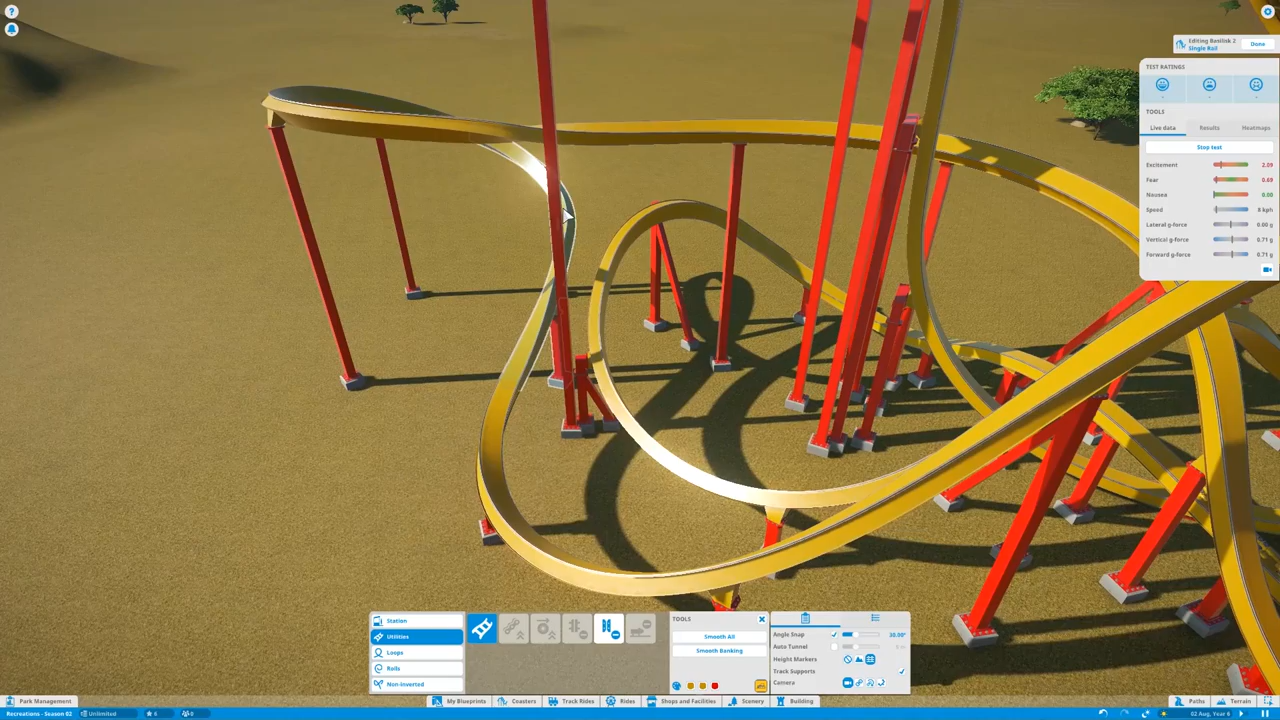 ?
Editing Basilisk 2
Single Rail
Done
TEST RATINGS
- - -
TOOLS
Live data Results Heatmaps
Stop test
Excitement 2.09
Fear 0.69
Nausea 0.00
Speed 8 kph
Lateral g-force 0.00 g
Vertical g-force 0.71 g
Forward g-force 0.71 g
Station
Utilities
Loops
Rolls
Non-inverted
TOOLS
Smooth All
Smooth Banking
Angle Snap 30.00°
Auto Tunnel
Height Markers
Track Supports
Camera
Park Management
My Blueprints Coasters Track Rides Rides Shops and Facilities Scenery Building
Paths Terrain
Recreations - Season 02 Unlimited 6 0
02 Aug, Year 6